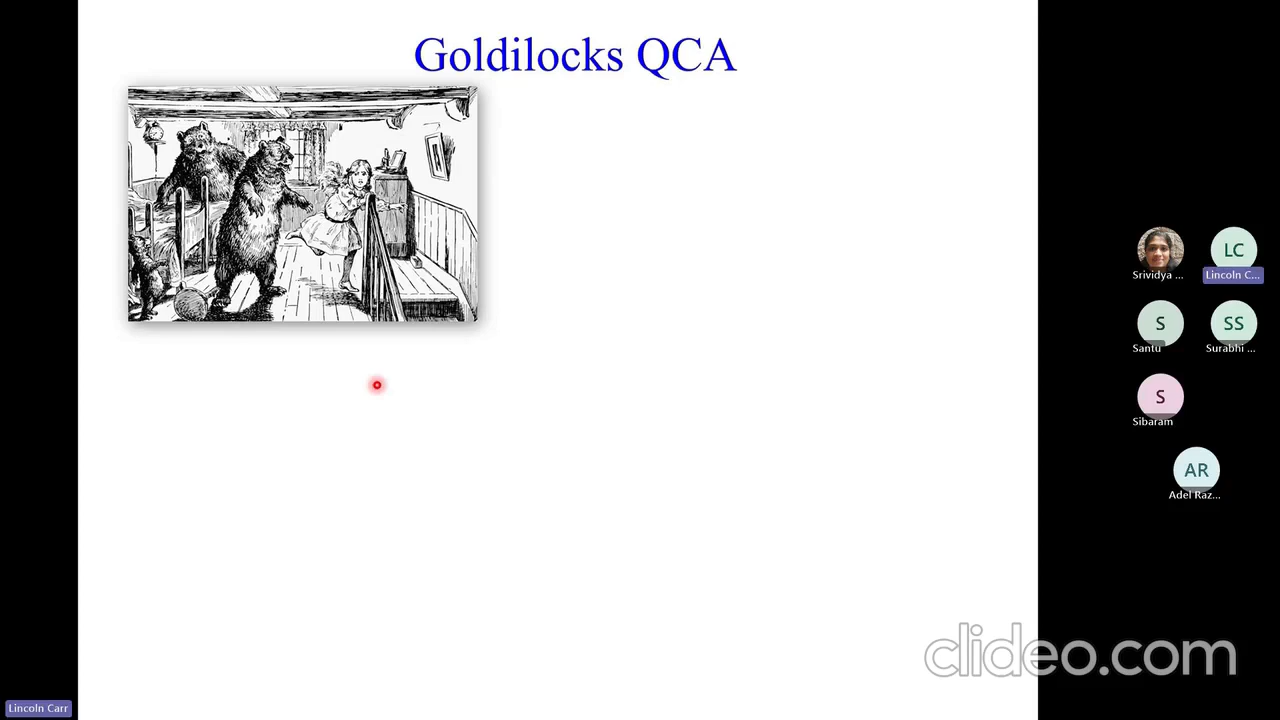 Goldilocks QCA
Srividya ...
LC
Lincoln C...
S
Santu
SS
Surabhi ...
S
Sibaram
AR
Adel Raz...
clideo.com
Lincoln Carr